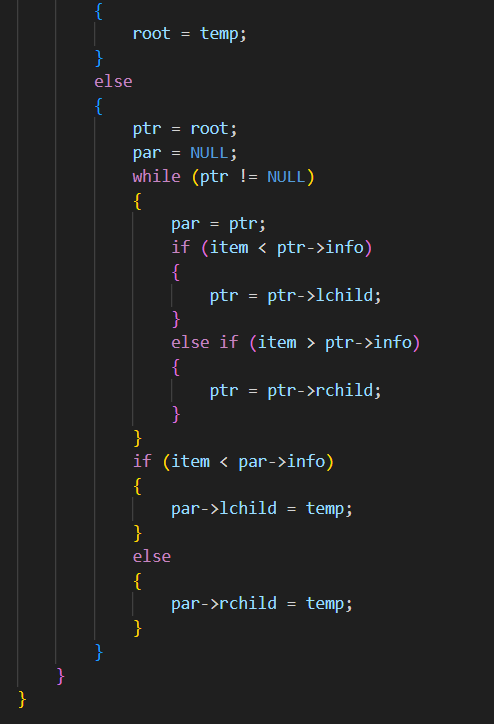 {
root = temp;
}
else
{
ptr = root;
par = NULL;
while (ptr != NULL)
{
par = ptr;
if (item < ptr->info)
{
ptr = ptr->lchild;
}
else if (item > ptr->info)
{
ptr = ptr->rchild;
}
}
if (item < par->info)
{
par->lchild = temp;
}
else
{
par->rchild = temp;
}
}
}
}